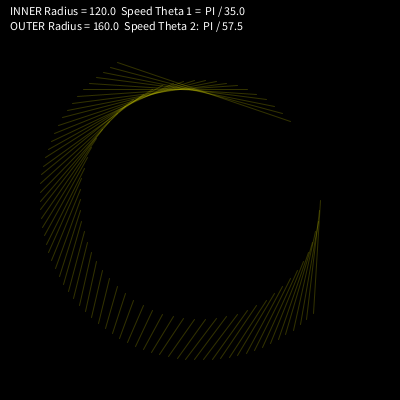 INNER Radius = 120.0  Speed Theta 1 =  PI / 35.0
OUTER Radius = 160.0  Speed Theta 2:  PI / 57.5